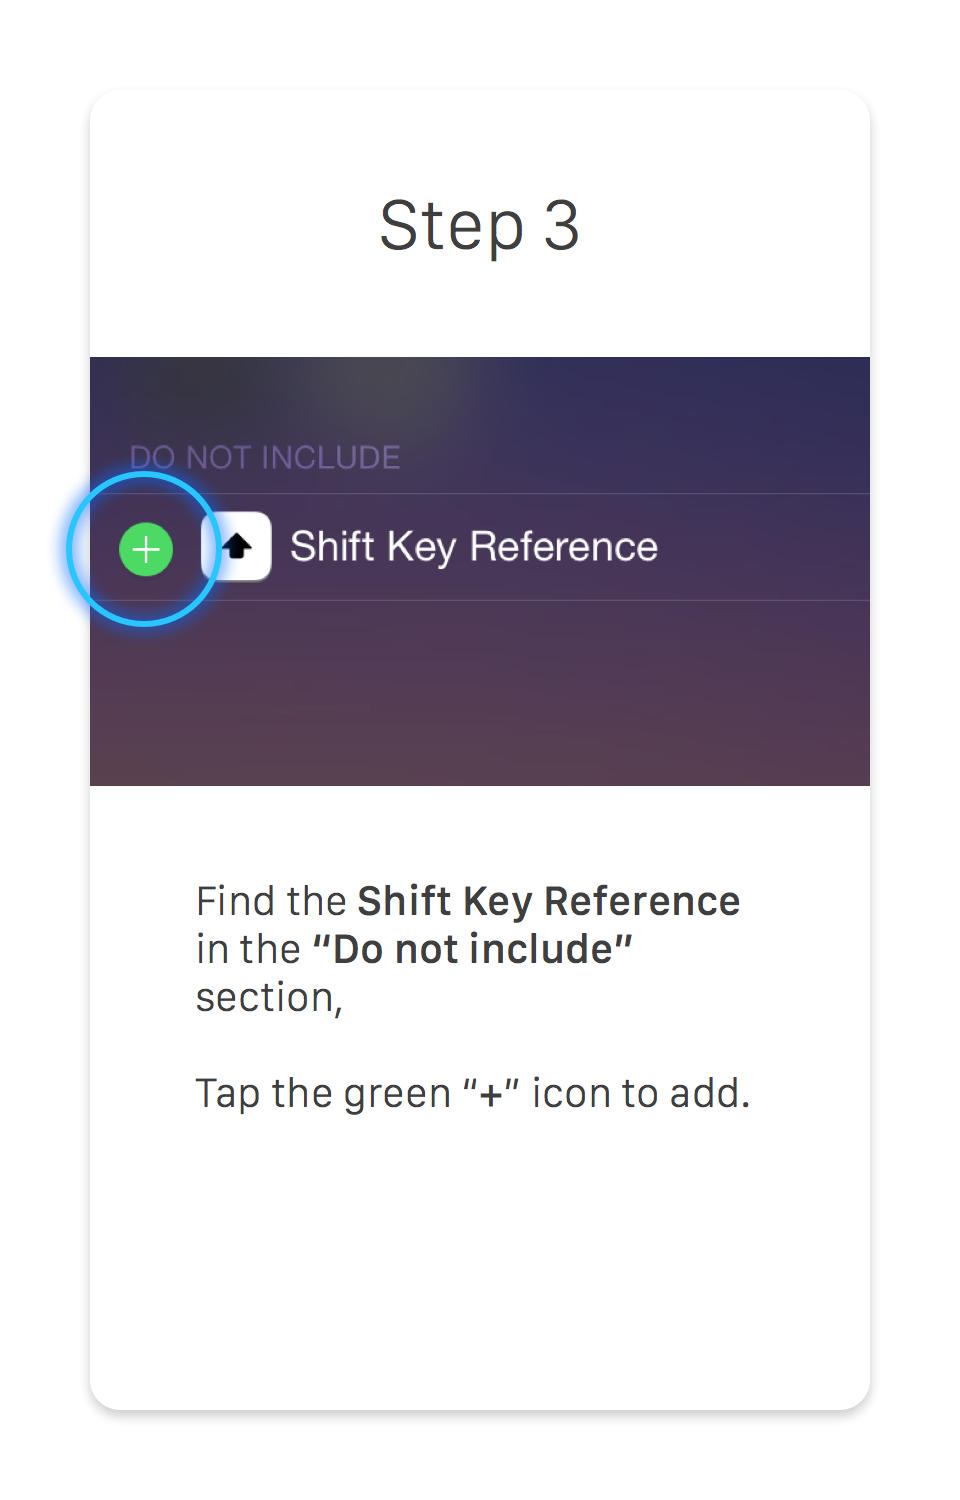 Step 3
DO NOT INCLUDE
Shift Key Reference
Find the Shift Key Reference
in the “Do not include”
section,
Tap the green “+” icon to add.